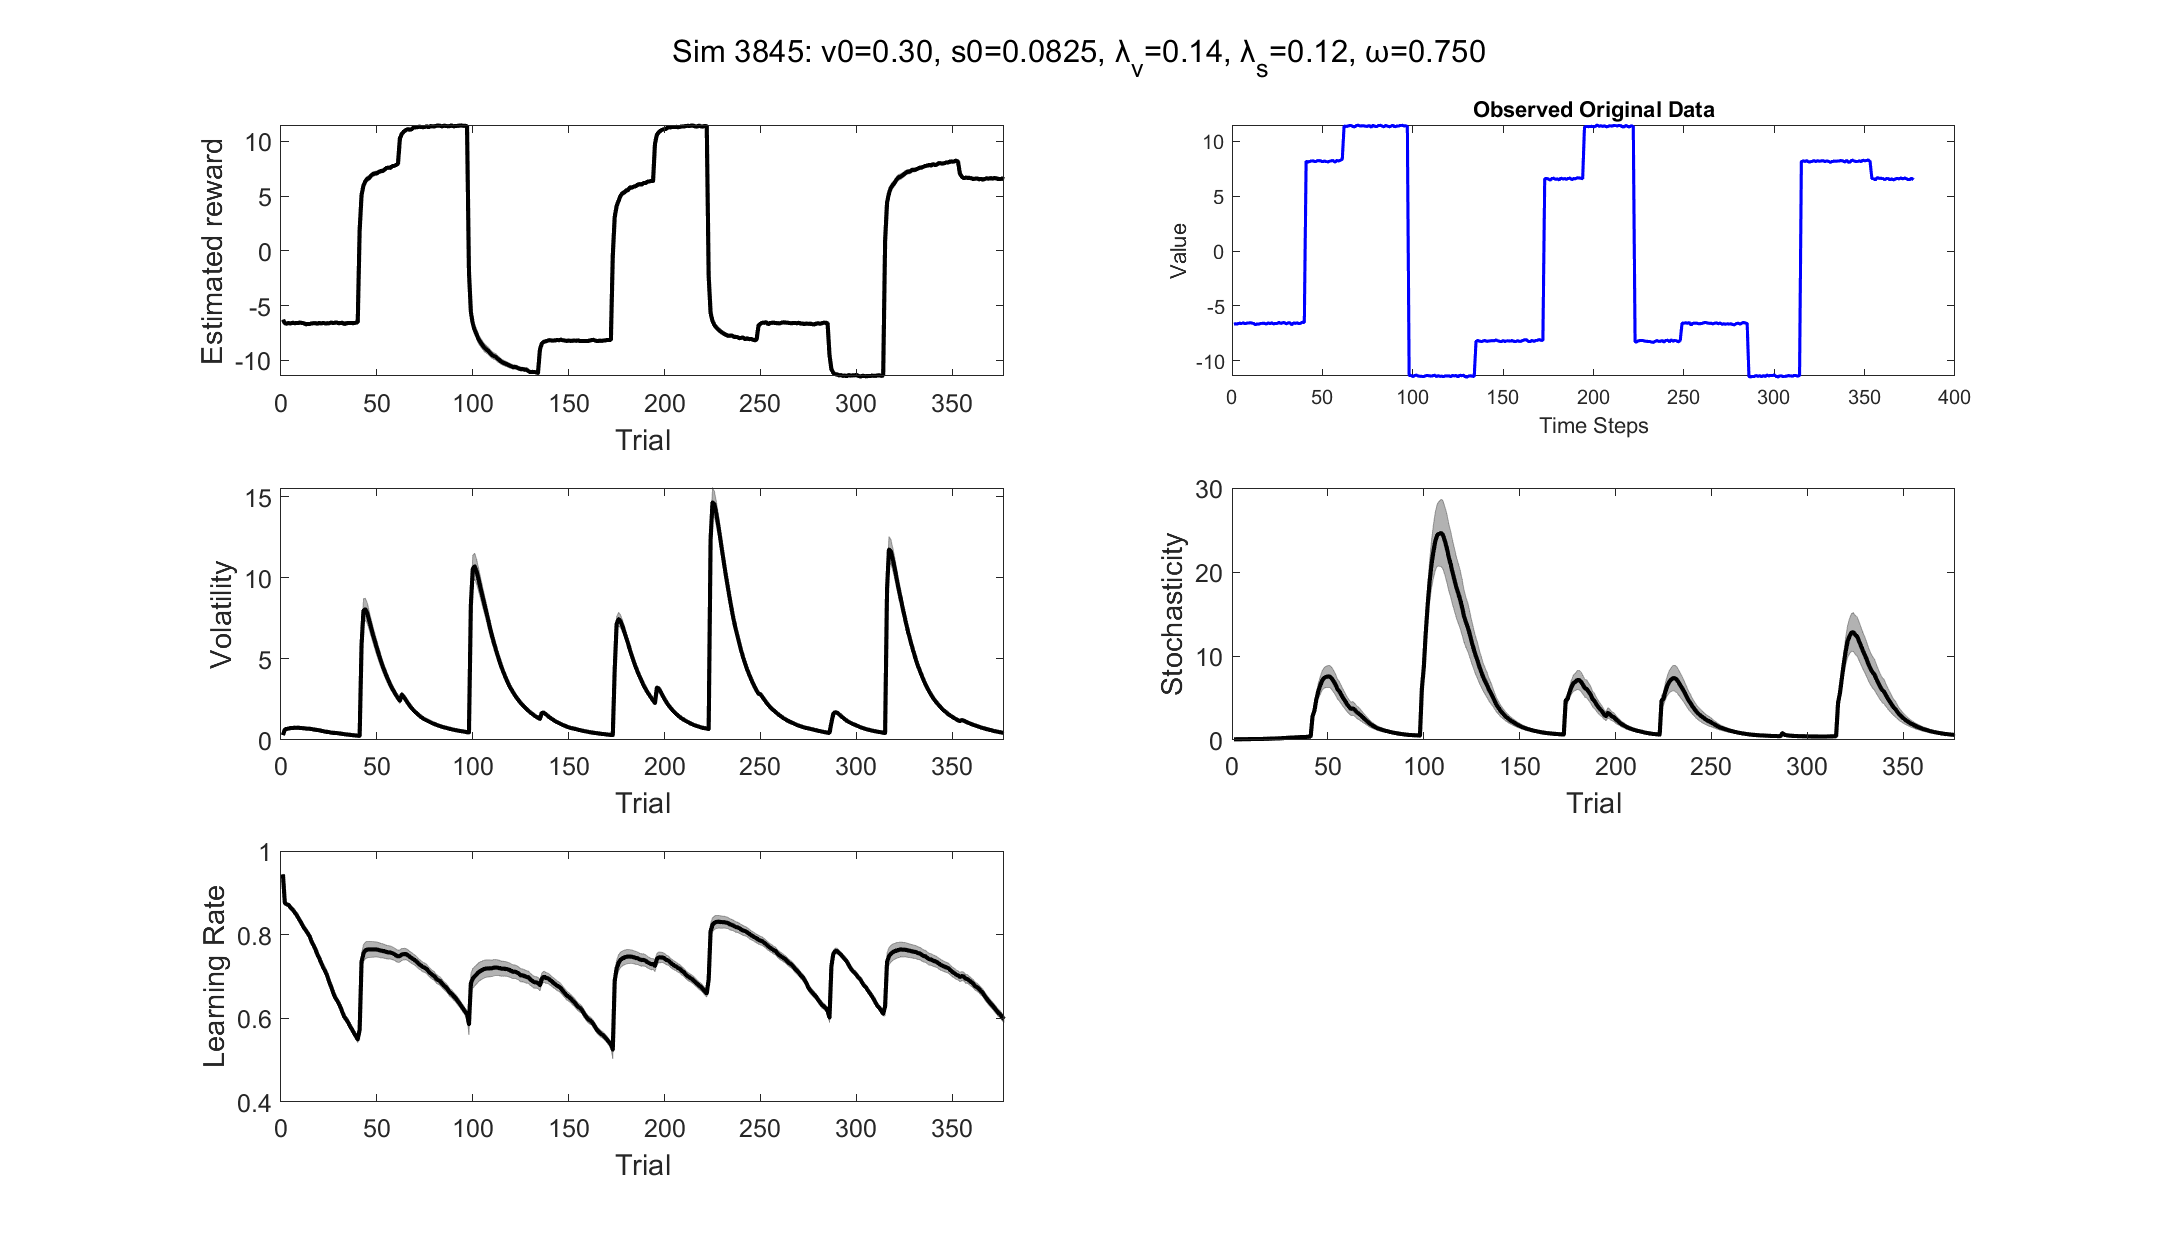 Sim 3845: v0=0.30, s0=0.0825, λ_v=0.14, λ_s=0.12, ω=0.750
Estimated reward
10
5
0
-5
-10
0 50 100 150 200 250 300 350
Trial
Observed Original Data
Value
10
5
0
-5
-10
0 50 100 150 200 250 300 350 400
Time Steps
Volatility
15
10
5
0
0 50 100 150 200 250 300 350
Trial
Stochasticity
30
20
10
0
0 50 100 150 200 250 300 350
Trial
Learning Rate
1
0.8
0.6
0.4
0 50 100 150 200 250 300 350
Trial